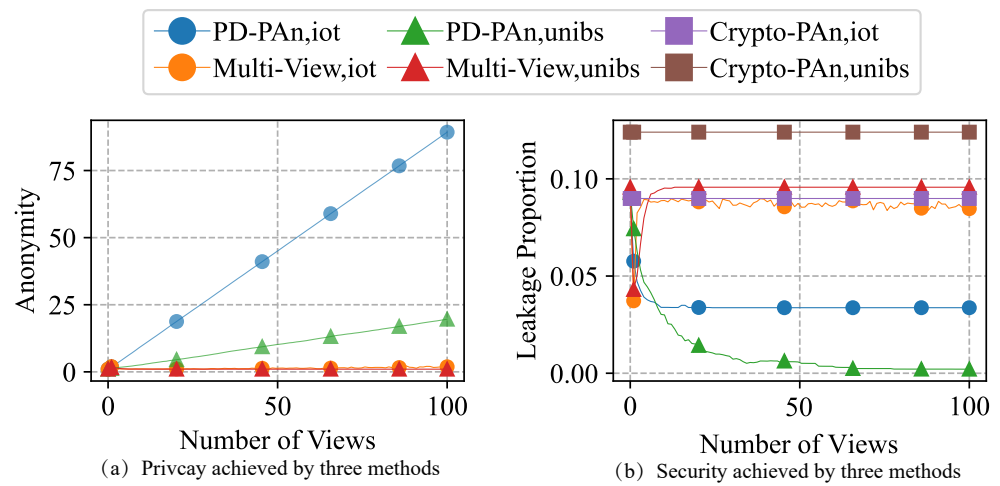 PD-PAn,iot PD-PAn,unibs Crypto-PAn,iot
Multi-View,iot Multi-View,unibs Crypto-PAn,unibs
Anonymity
75
50
25
0
0 50 100
Number of Views
(a) Privcay achieved by three methods
Leakage Proportion
0.10
0.05
0.00
0 50 100
Number of Views
(b) Security achieved by three methods